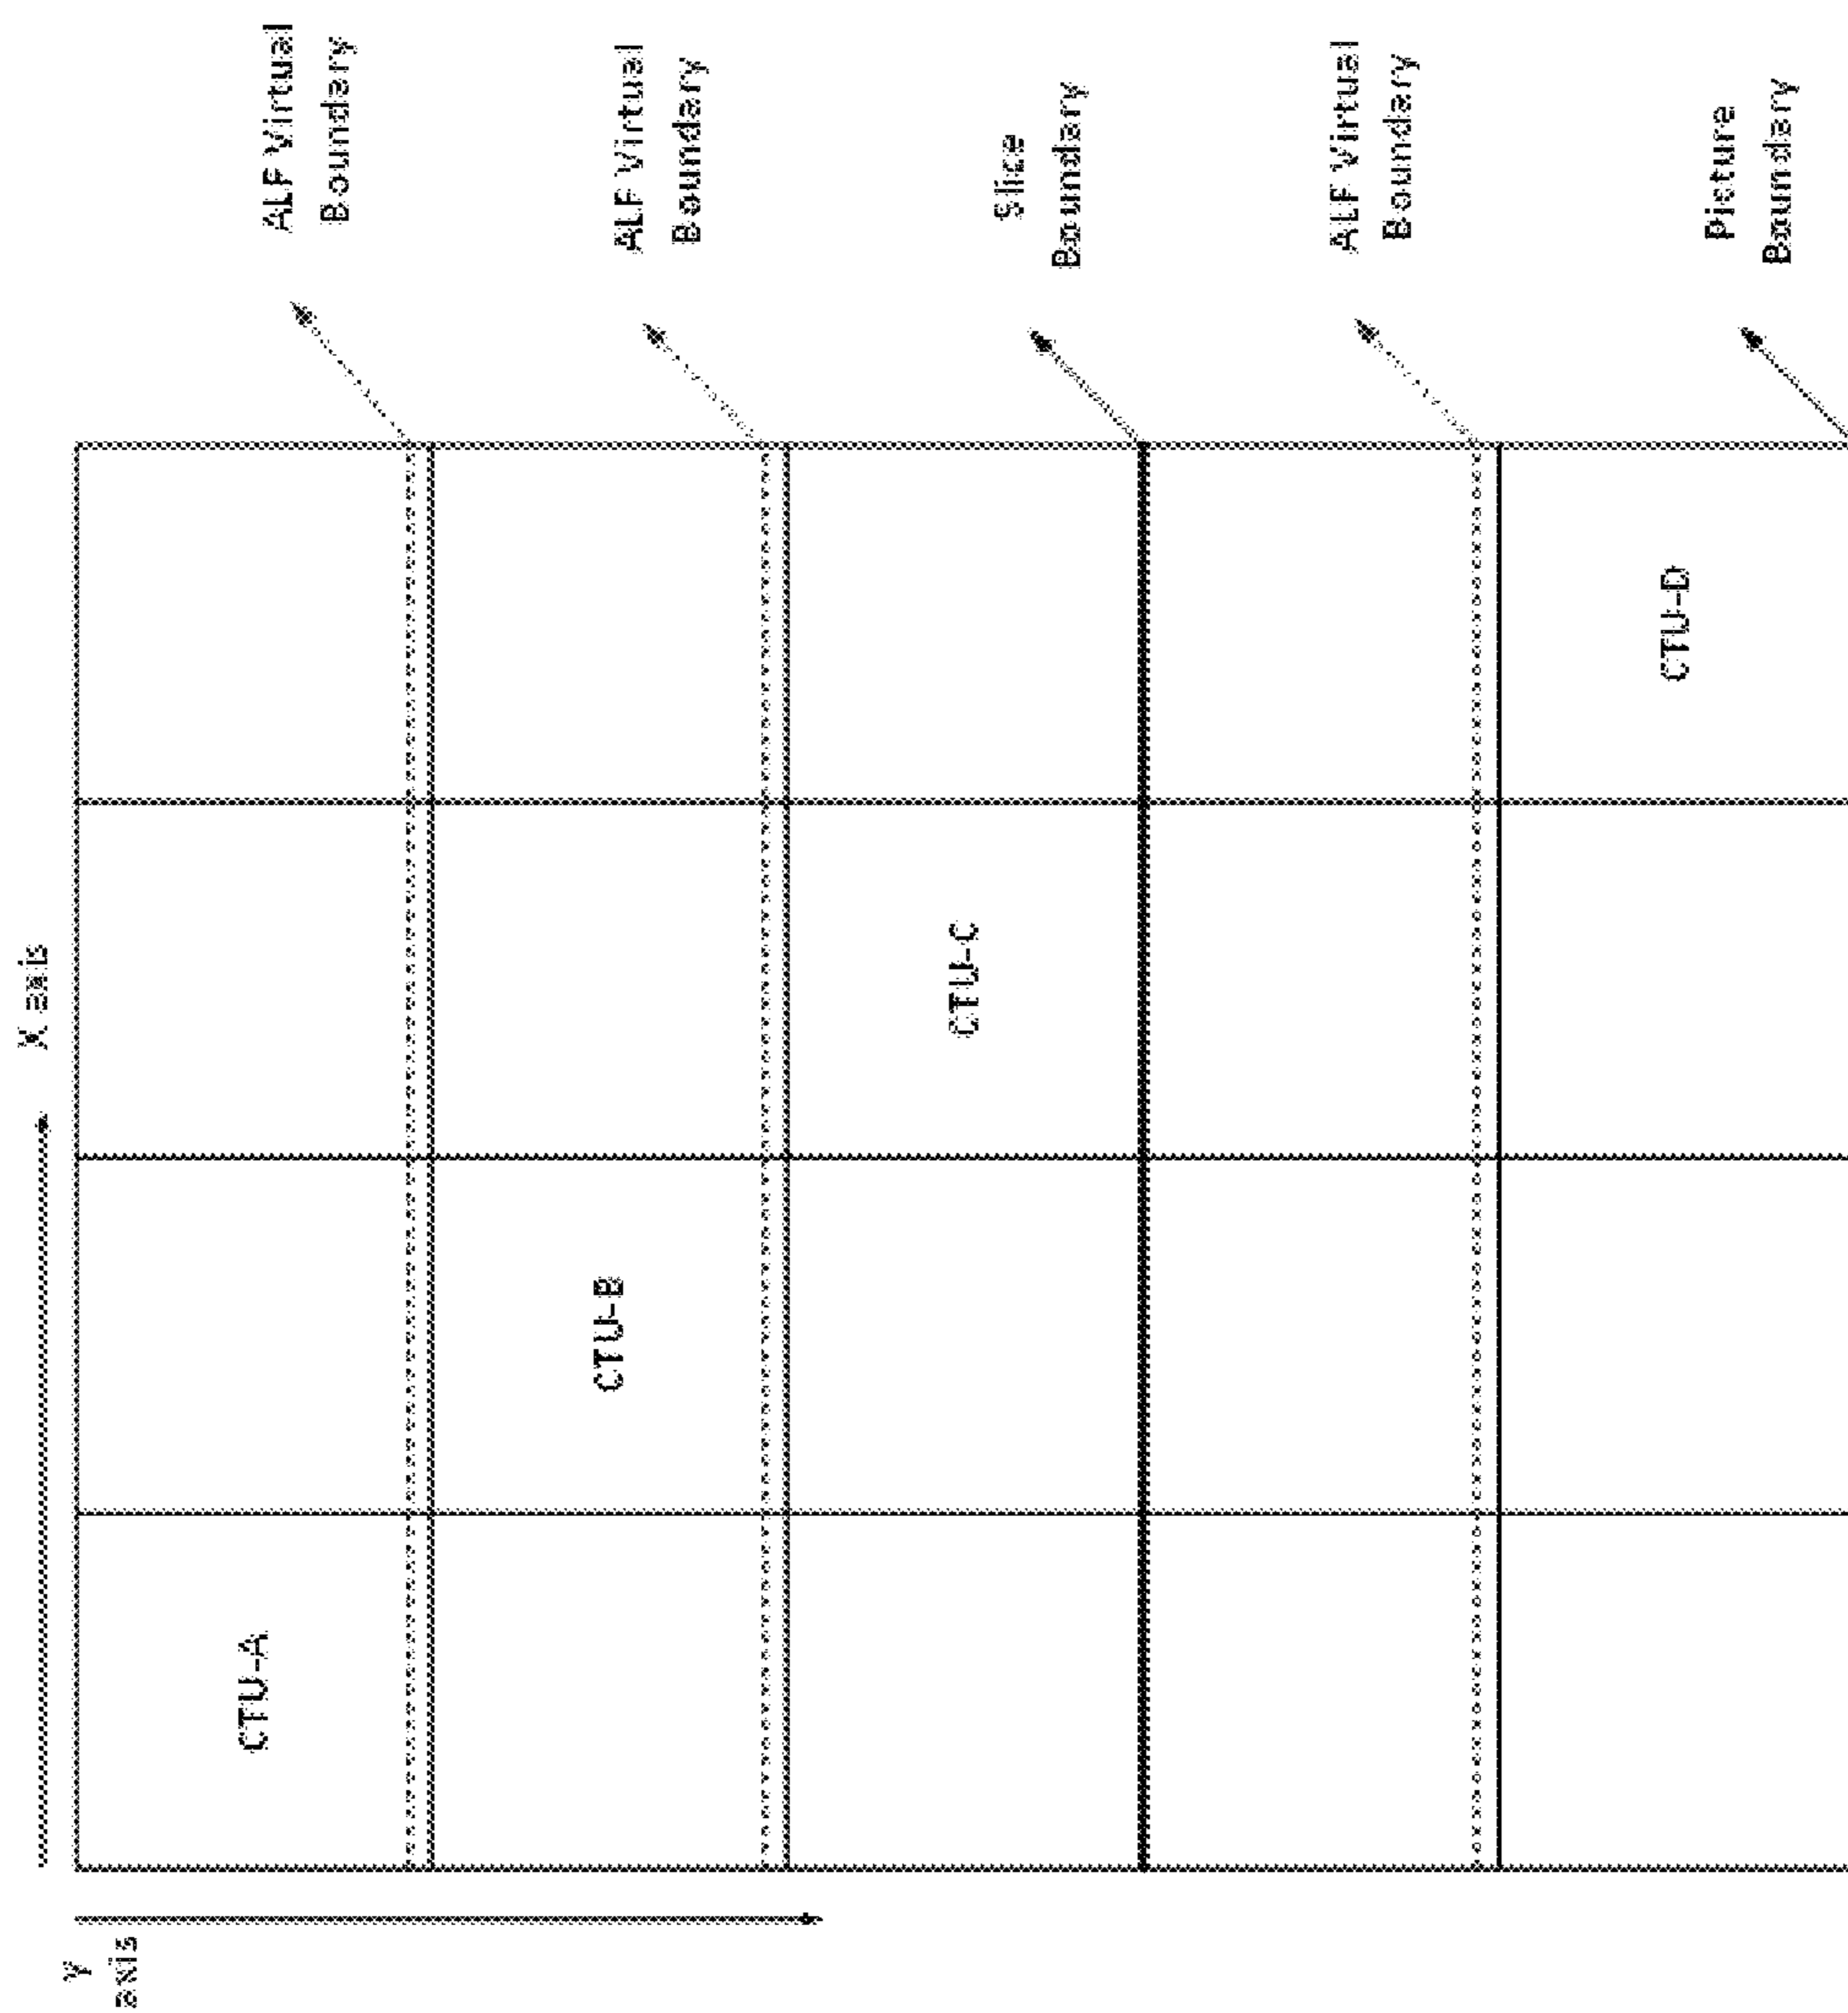 X axis
Y
axis
CTU-A
ALF Virtual
Boundary
CTU-B
ALF Virtual
Boundary
CTU-C
Slice
Boundary
ALF Virtual
Boundary
CTU-D
Picture
Boundary